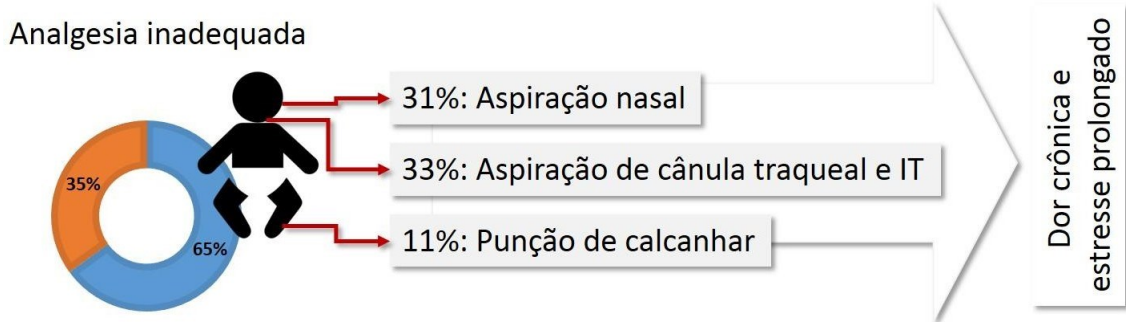 Analgesia inadequada
35%
65%
31%: Aspiração nasal
33%: Aspiração de cânula traqueal e IT
11%: Punção de calcanhar
Dor crônica e
estresse prolongado